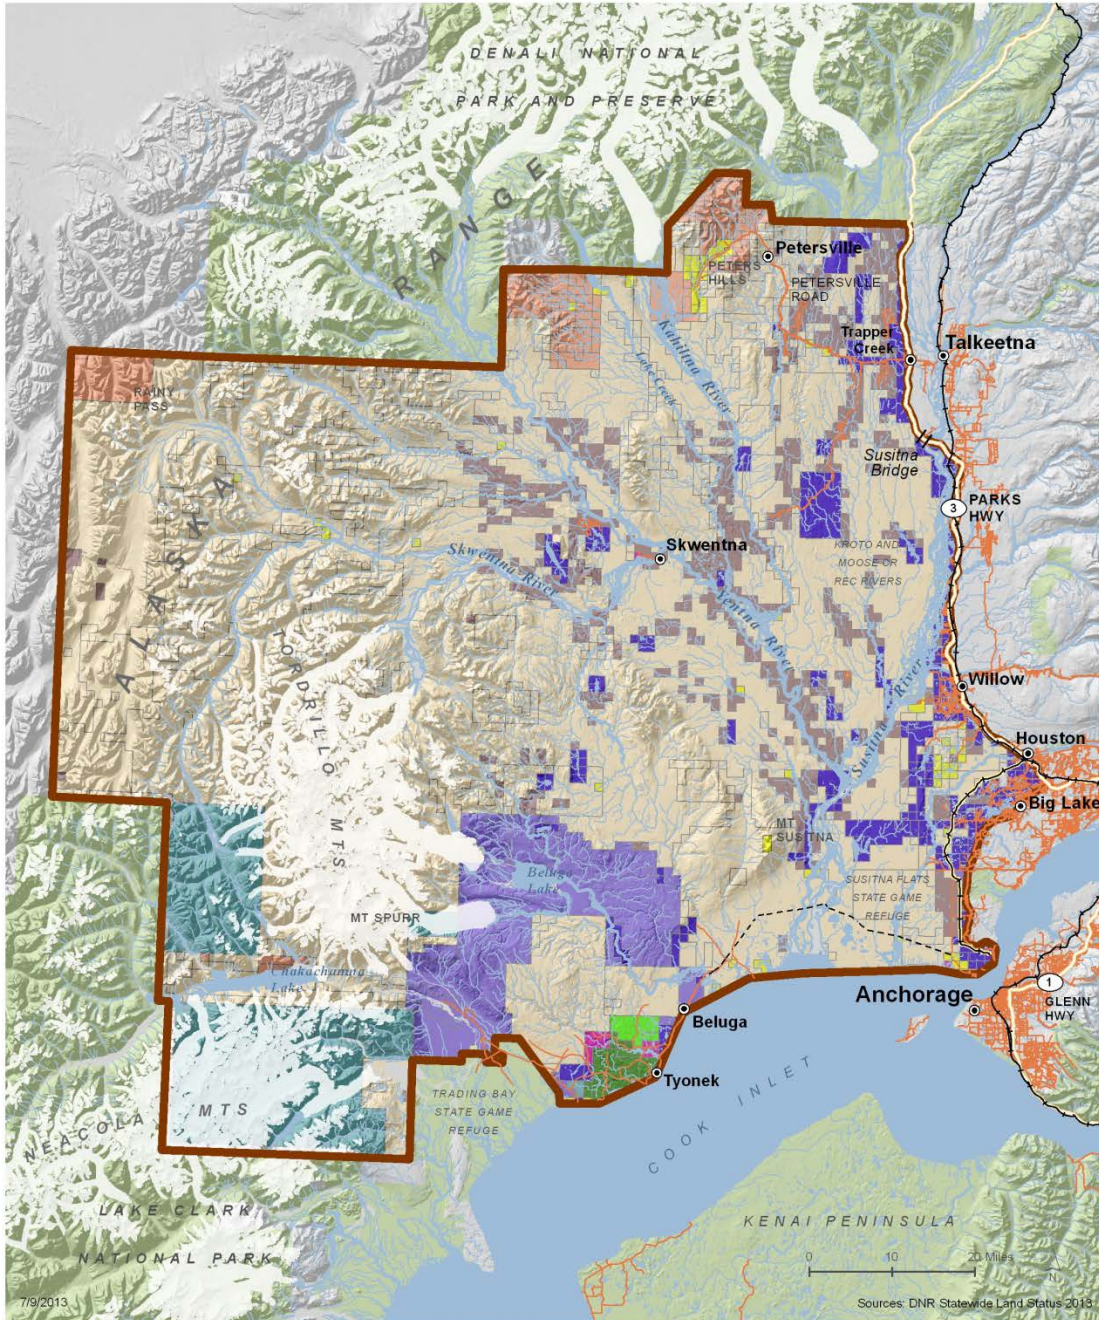 DENALI NATIONAL
PARK AND PRESERVE
RANGE
Petersville
PETERS
HILLS
PETERSVILLE
ROAD
Kahiltna River
Lake Creek
Trapper
Creek
Talkeetna
RAINY
PASS
ALASKA
Susitna
Bridge
3
PARKS
HWY
Skwentna
Skwentna River
KROTO AND
MOOSE CR
REC RIVERS
Yentna River
TORDRILLO MTS
Susitna River
Willow
Houston
Big Lake
MT
SUSITNA
Beluga
Lake
SUSITNA FLATS
STATE GAME
REFUGE
MT SPURR
Chakachamna
Lake
Anchorage
1
GLENN
HWY
Beluga
Tyonek
TRADING BAY
STATE GAME
REFUGE
COOK INLET
NEACOLA MTS
LAKE CLARK
NATIONAL PARK
KENAI PENINSULA
0 10 20 Miles
N
7/9/2013
Sources: DNR Statewide Land Status 2013